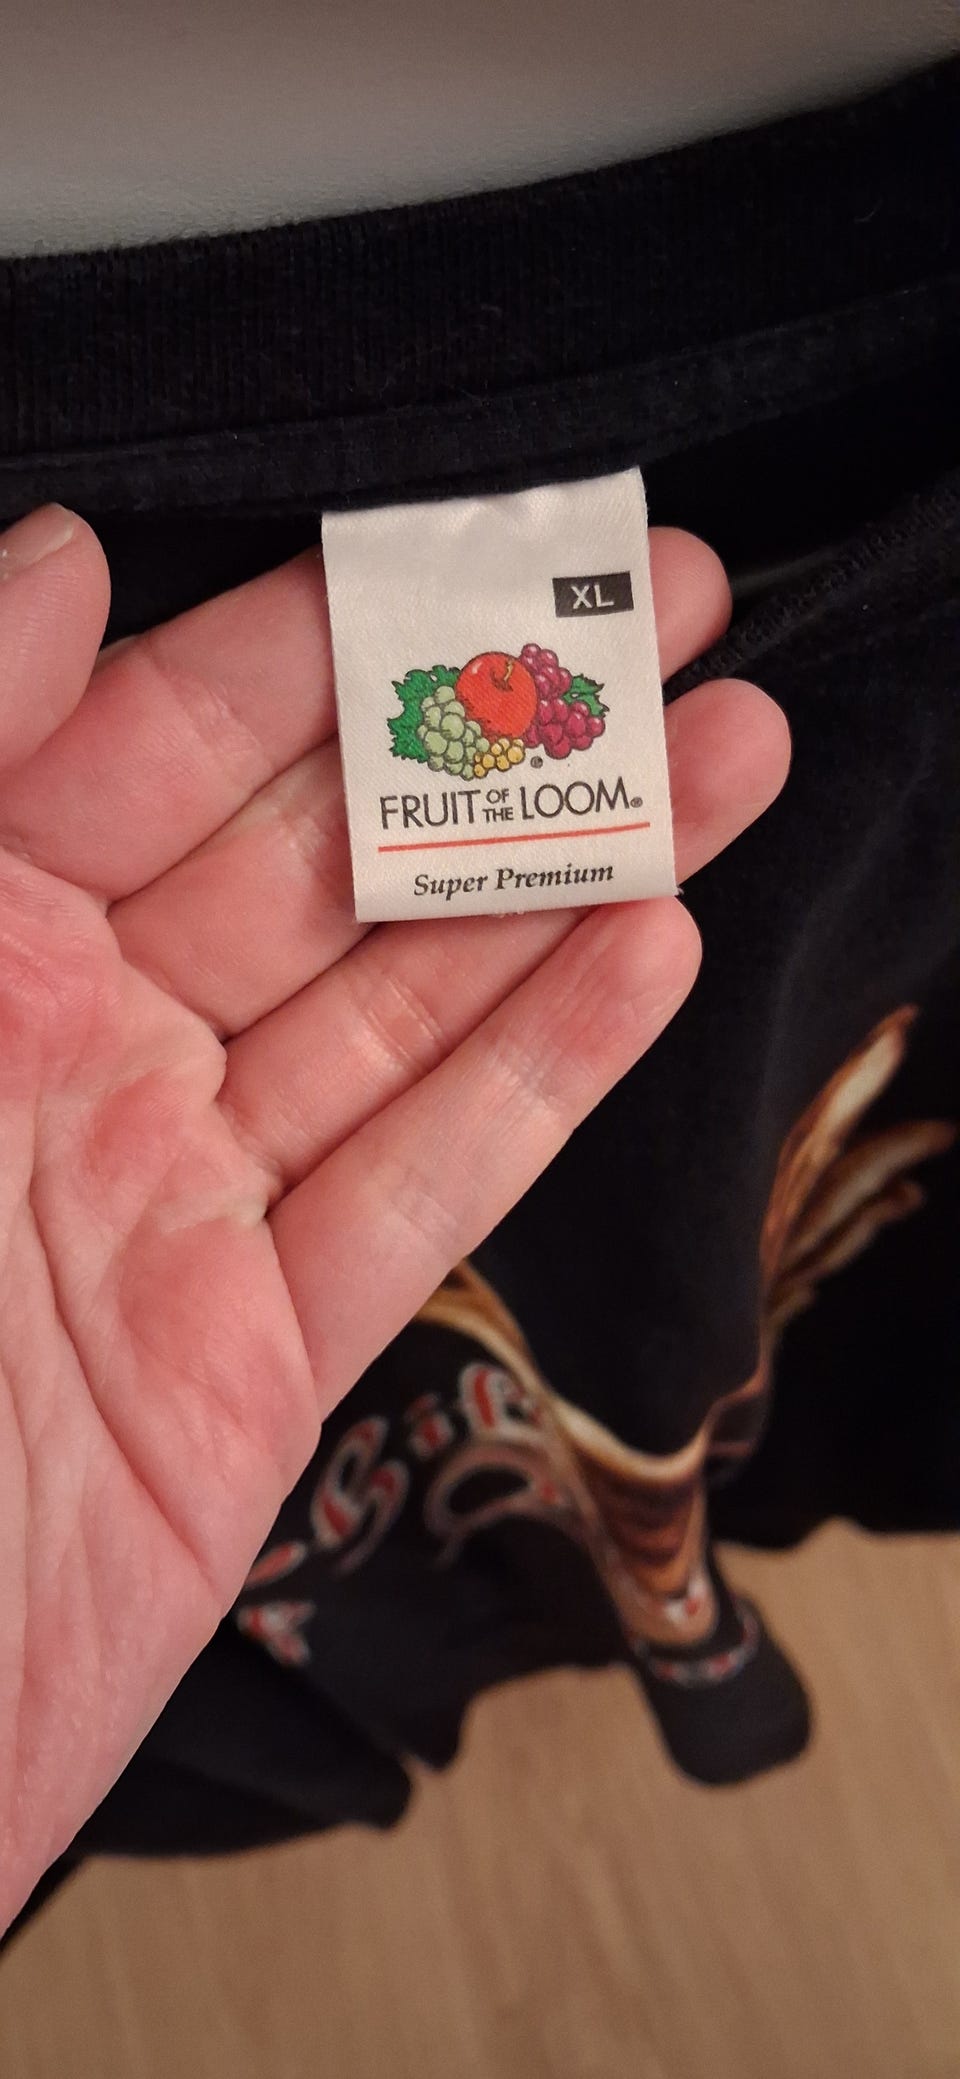 XL
FRUIT OF THE LOOM®
Super Premium